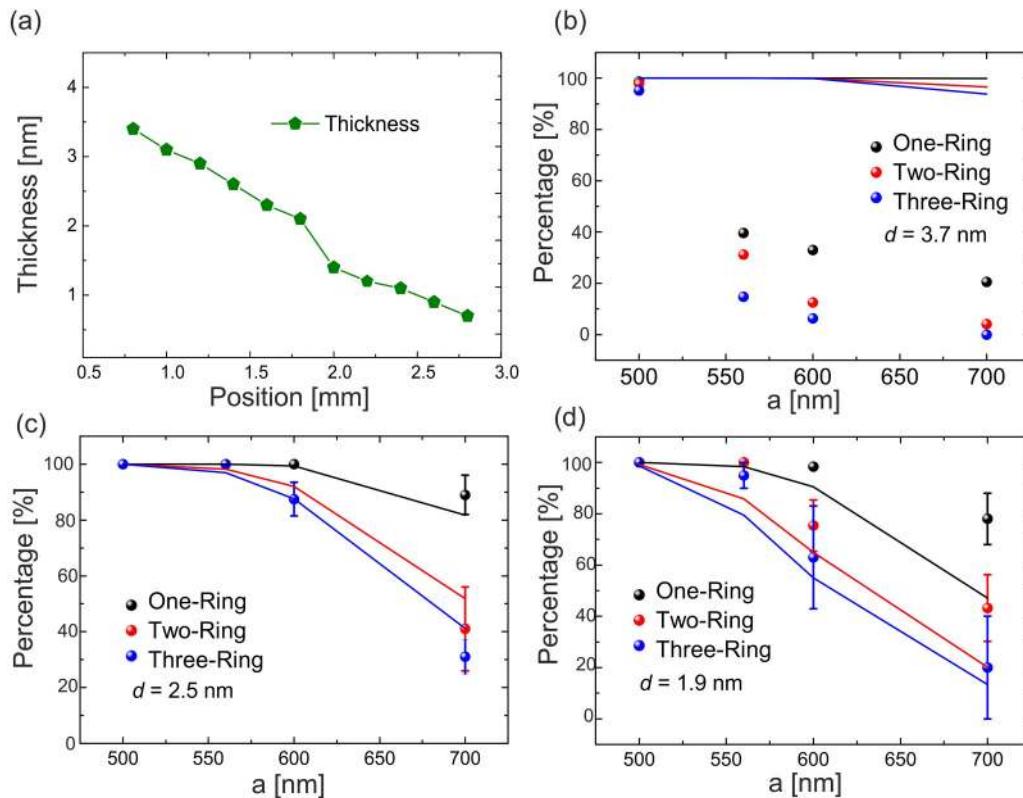 (a)
Thickness [nm]
4
3
2
1
Thickness
0.5 1.0 1.5 2.0 2.5 3.0
Position [mm]
(b)
Percentage [%]
100
80
60
40
20
0
One-Ring
Two-Ring
Three-Ring
d = 3.7 nm
500 550 600 650 700
a [nm]
(c)
Percentage [%]
100
80
60
40
20
0
One-Ring
Two-Ring
Three-Ring
d = 2.5 nm
500 550 600 650 700
a [nm]
(d)
Percentage [%]
100
80
60
40
20
0
One-Ring
Two-Ring
Three-Ring
d = 1.9 nm
500 550 600 650 700
a [nm]